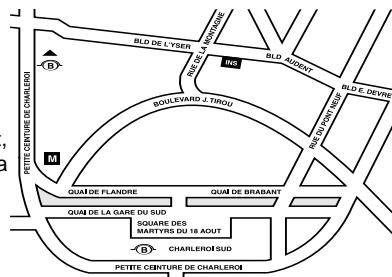 BLD DE L'YSER
RUE DE LA MONTAGNE
INS
BLD AUDENT
BLD E. DEVRE
B
PETITE CEINTURE DE CHARLEROI
BOULEVARD J. TIROU
RUE DU PONT NEUF
t,
M
a
QUAI DE FLANDRE
QUAI DE BRABANT
QUAI DE LA GARE DU SUD
SQUARE DES
MARTYRS DU 18 AOUT
B
CHARLEROI SUD
PETITE CEINTURE DE CHARLEROI